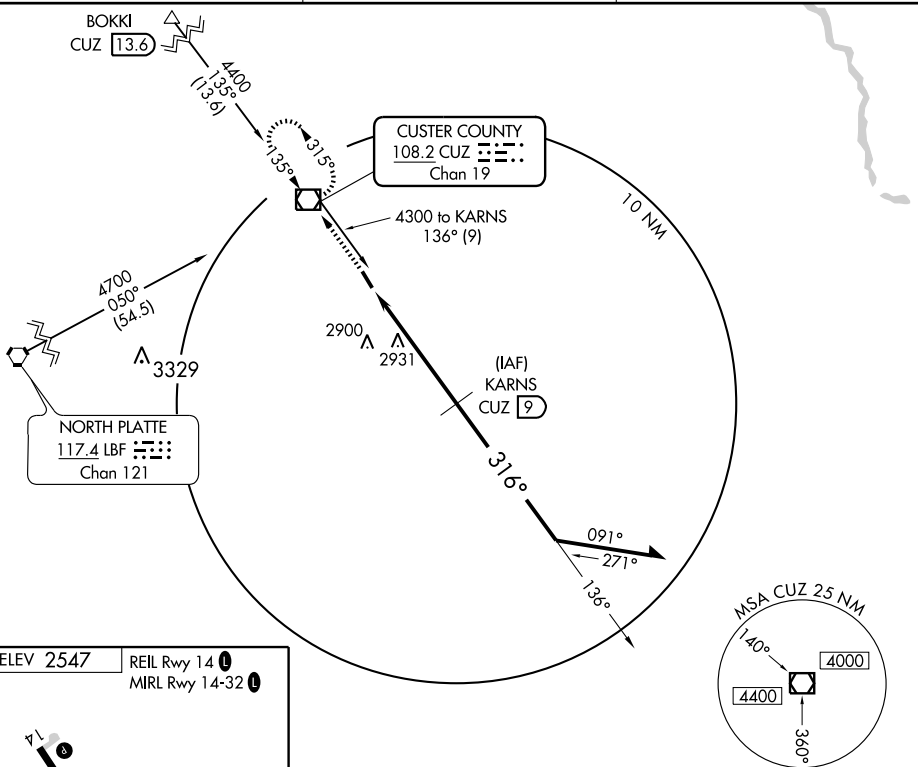 BOKKI
CUZ 13.6
4400
135°
(13.6)
135°
315°
CUSTER COUNTY
108.2 CUZ
Chan 19
4300 to KARNS
136° (9)
10 NM
4700
050°
(54.5)
2900
2931
3329
(IAF)
KARNS
CUZ 9
NORTH PLATTE
117.4 LBF
Chan 121
316°
091°
271°
136°
MSA CUZ 25 NM
140°
4000
4400
360°
ELEV 2547
REIL Rwy 14 L
MIRL Rwy 14-32 L
14
P